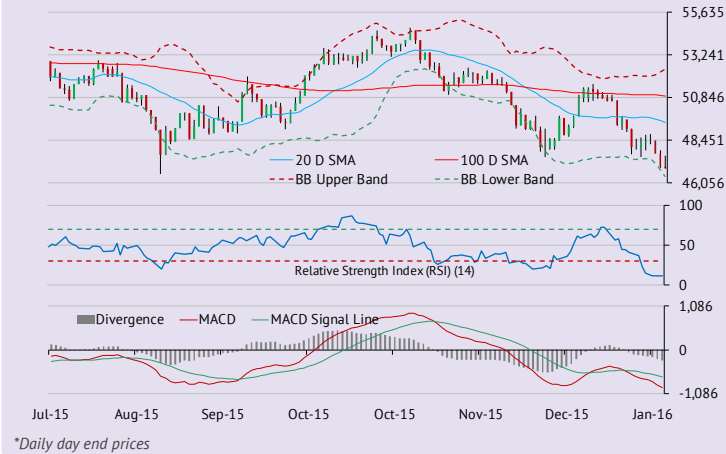 55,635
53,241
50,846
48,451
46,056
20 D SMA
100 D SMA
BB Upper Band
BB Lower Band
100
50
0
Relative Strength Index (RSI) (14)
1,086
0
-1,086
Divergence
MACD
MACD Signal Line
Jul-15 Aug-15 Sep-15 Oct-15 Oct-15 Nov-15 Dec-15 Jan-16
*Daily day end prices